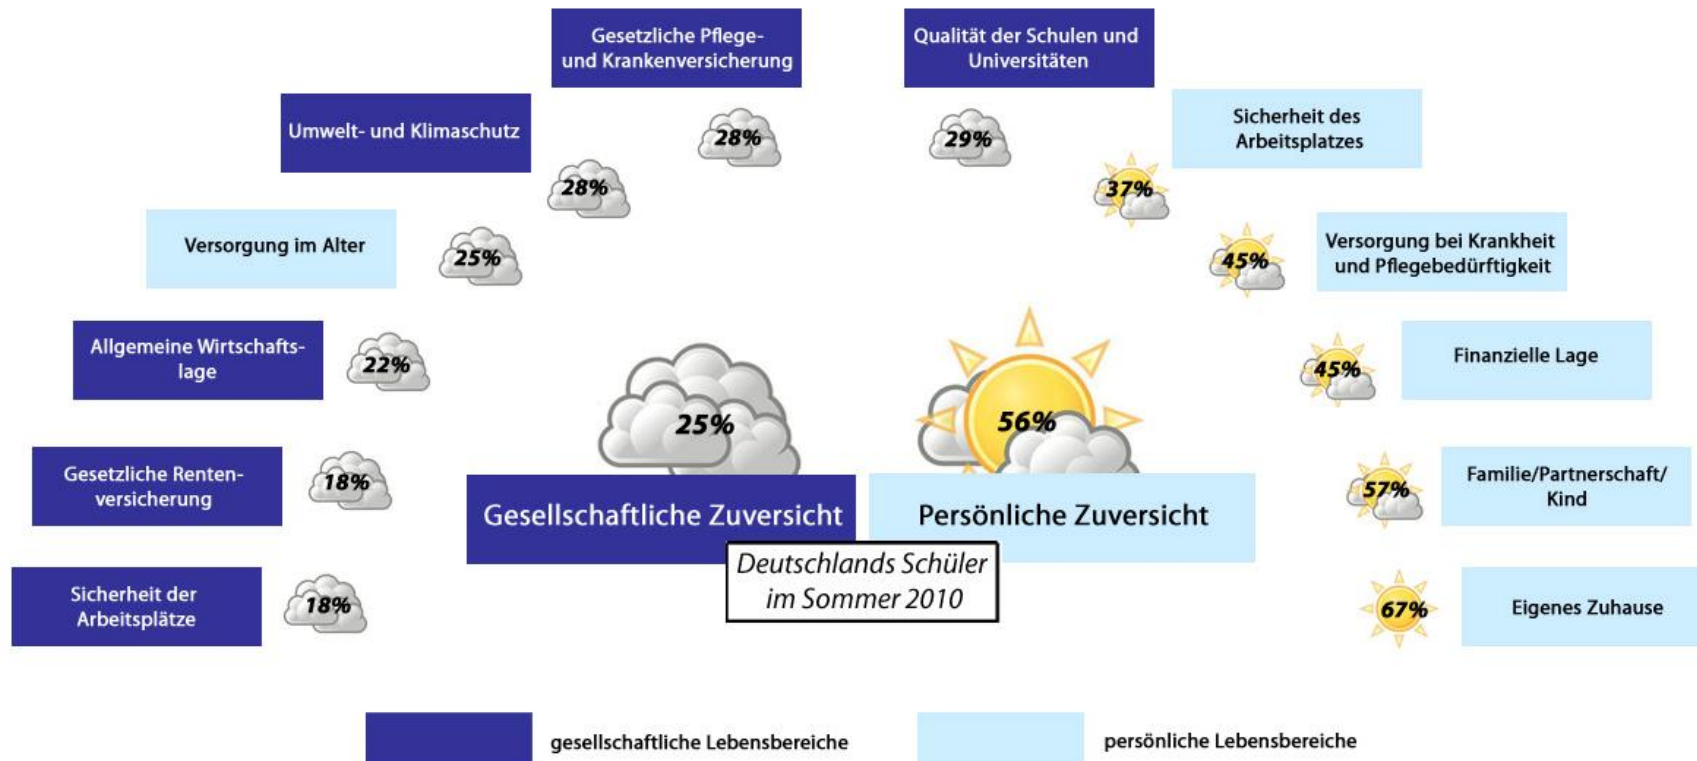 Gesetzliche Pflege-
und Krankenversicherung
28%
Qualität der Schulen und
Universitäten
29%
Umwelt- und Klimaschutz
28%
Sicherheit des
Arbeitsplatzes
37%
Versorgung im Alter
25%
Versorgung bei Krankheit
und Pflegebedürftigkeit
45%
Allgemeine Wirtschafts-
lage
22%
Finanzielle Lage
45%
Gesetzliche Renten-
versicherung
18%
Familie/Partnerschaft/
Kind
57%
Sicherheit der
Arbeitsplätze
18%
Eigenes Zuhause
67%
25%
Gesellschaftliche Zuversicht
56%
Persönliche Zuversicht
Deutschlands Schüler
im Sommer 2010
gesellschaftliche Lebensbereiche
persönliche Lebensbereiche